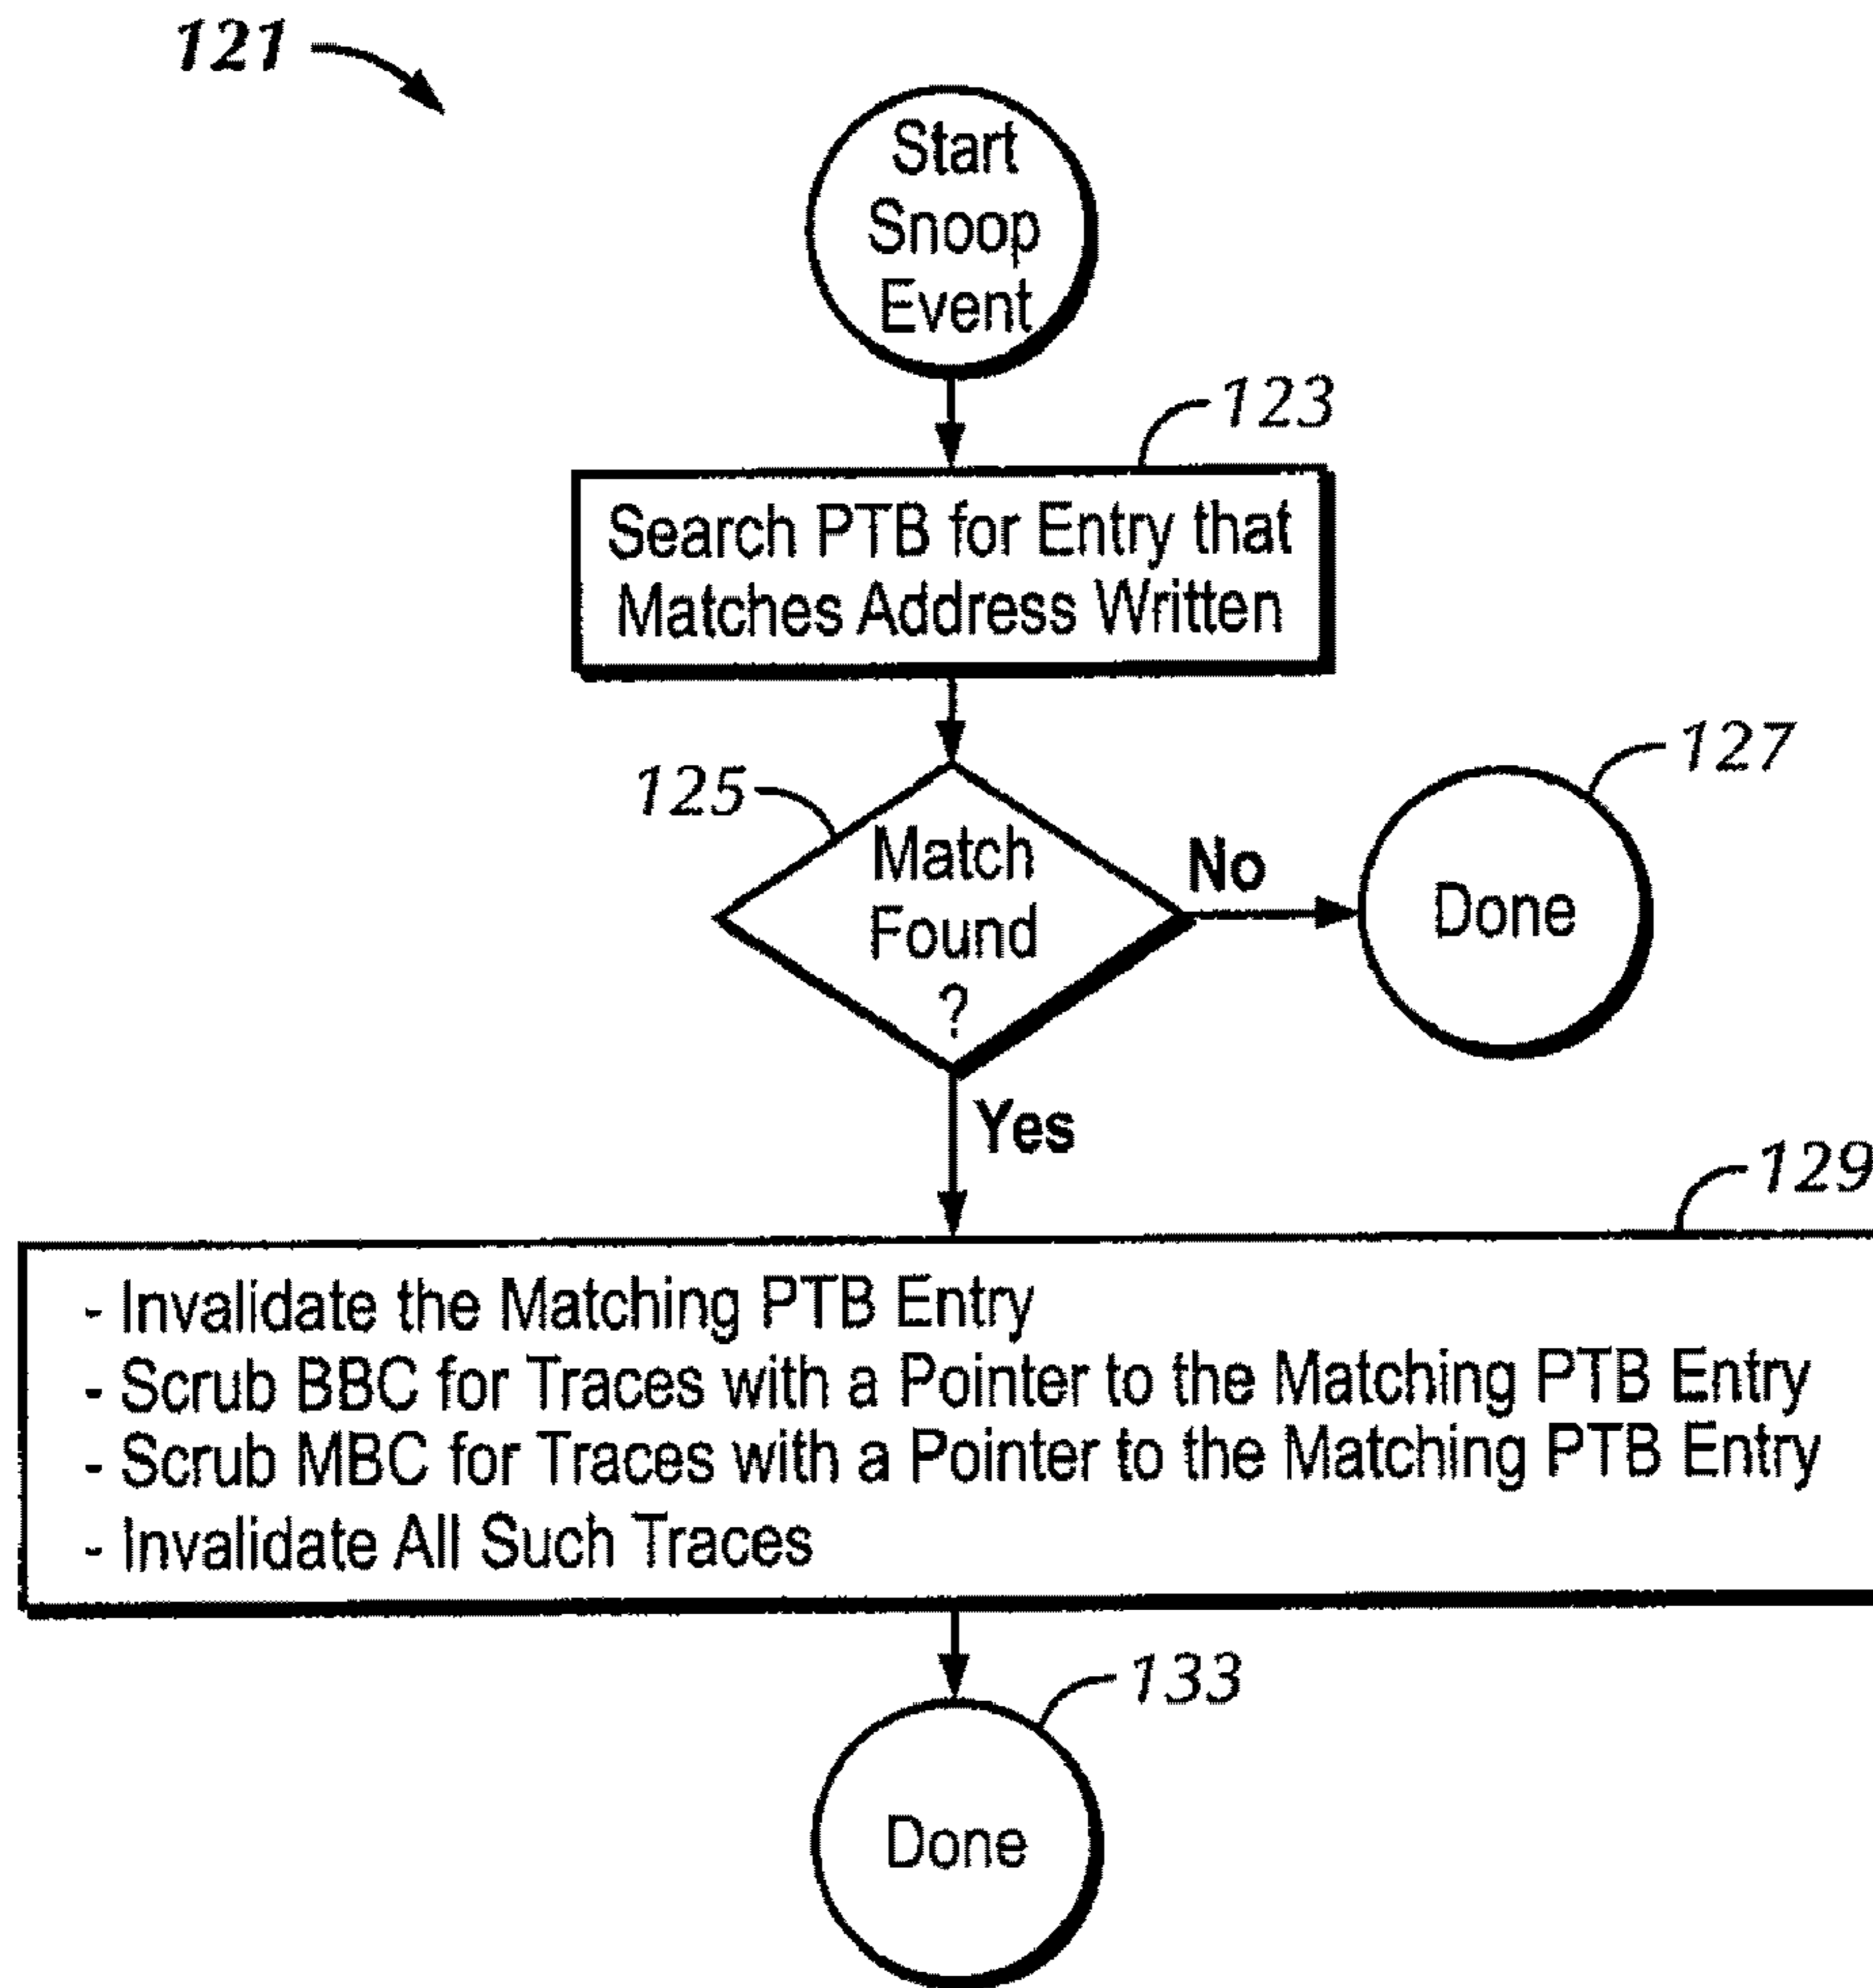 121
Start
Snoop
Event
123
Search PTB for Entry that
Matches Address Written
125
Match
Found
?
No
127
Done
Yes
129
- Invalidate the Matching PTB Entry
- Scrub BBC for Traces with a Pointer to the Matching PTB Entry
- Scrub MBC for Traces with a Pointer to the Matching PTB Entry
- Invalidate All Such Traces
133
Done